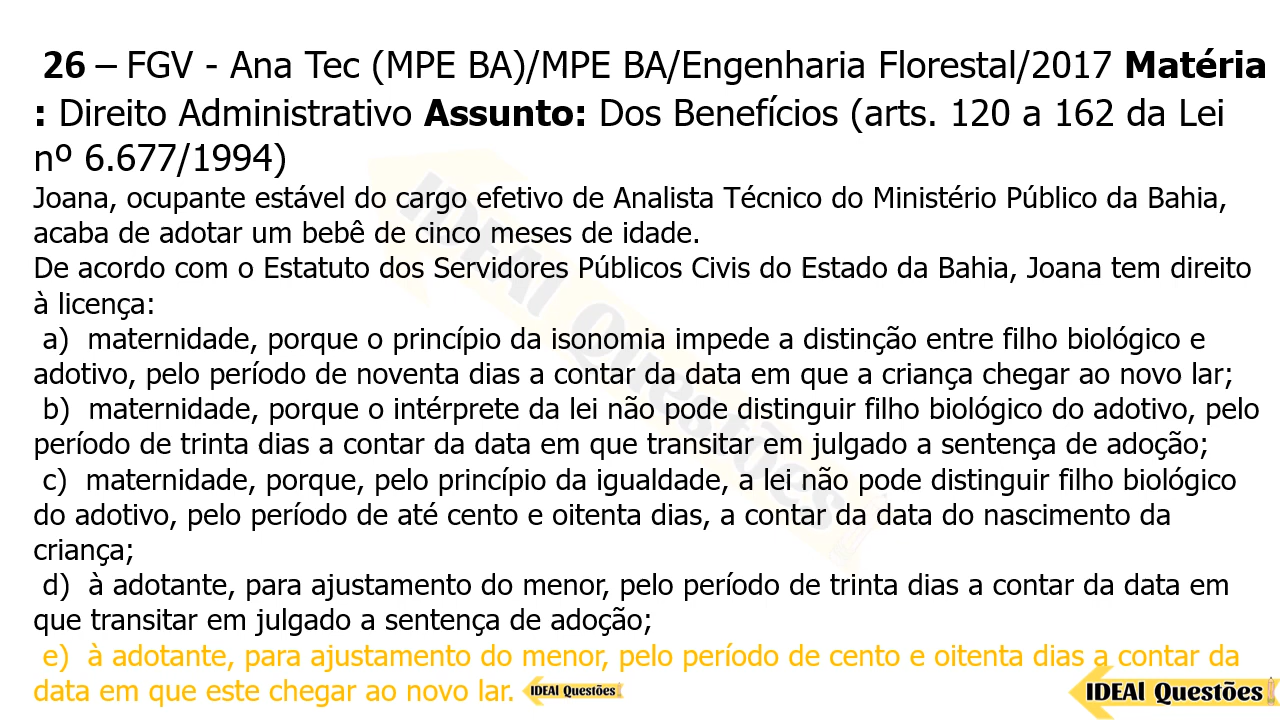 26 – FGV - Ana Tec (MPE BA)/MPE BA/Engenharia Florestal/2017 Matéria
: Direito Administrativo Assunto: Dos Benefícios (arts. 120 a 162 da Lei
nº 6.677/1994)
Joana, ocupante estável do cargo efetivo de Analista Técnico do Ministério Público da Bahia,
acaba de adotar um bebê de cinco meses de idade.
De acordo com o Estatuto dos Servidores Públicos Civis do Estado da Bahia, Joana tem direito
à licença:
a) maternidade, porque o princípio da isonomia impede a distinção entre filho biológico e
adotivo, pelo período de noventa dias a contar da data em que a criança chegar ao novo lar;
b) maternidade, porque o intérprete da lei não pode distinguir filho biológico do adotivo, pelo
período de trinta dias a contar da data em que transitar em julgado a sentença de adoção;
c) maternidade, porque, pelo princípio da igualdade, a lei não pode distinguir filho biológico
do adotivo, pelo período de até cento e oitenta dias, a contar da data do nascimento da
criança;
d) à adotante, para ajustamento do menor, pelo período de trinta dias a contar da data em
que transitar em julgado a sentença de adoção;
e) à adotante, para ajustamento do menor, pelo período de cento e oitenta dias a contar da
data em que este chegar ao novo lar.
IDEAl Questões
IDEAl Questões
IDEAl Questões